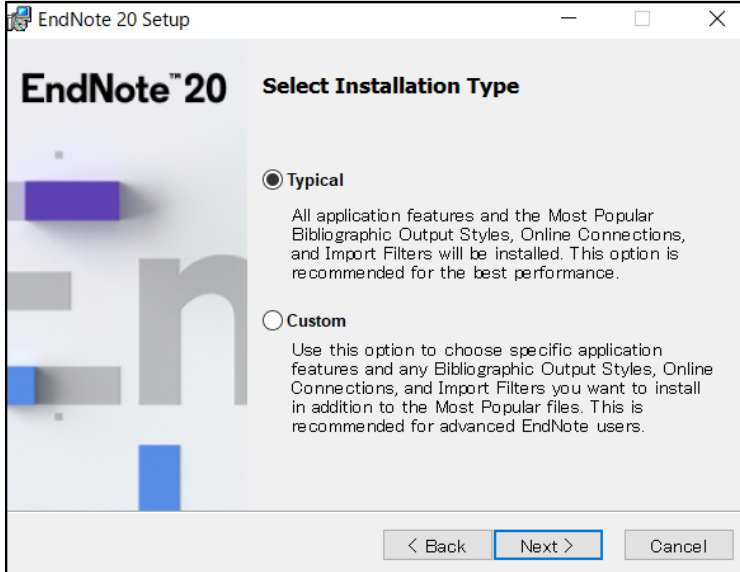 EndNote 20 Setup
EndNote™20
Select Installation Type
Typical
All application features and the Most Popular
Bibliographic Output Styles, Online Connections,
and Import Filters will be installed. This option is
recommended for the best performance.
Custom
Use this option to choose specific application
features and any Bibliographic Output Styles, Online
Connections, and Import Filters you want to install
in addition to the Most Popular files. This is
recommended for advanced EndNote users.
< Back
Next >
Cancel